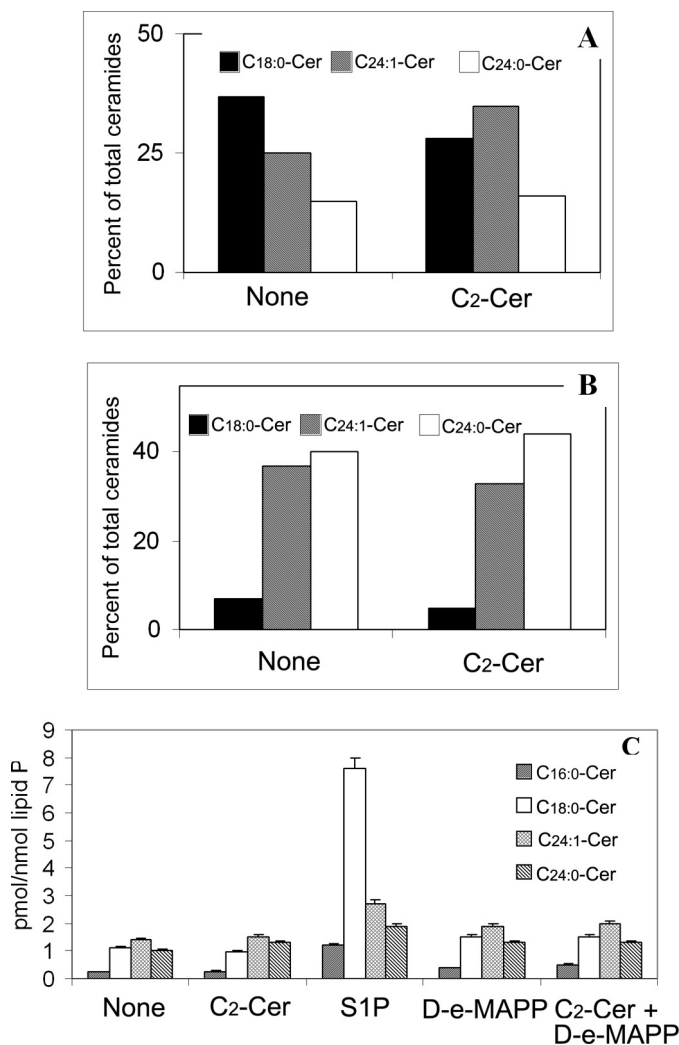 50
A
C18:0-Cer C24:1-Cer C24:0-Cer
25
0
Percent of total ceramides
None C2-Cer
B
C18:0-Cer C24:1-Cer C24:0-Cer
40
20
0
Percent of total ceramides
None C2-Cer
9
C
8
7
6
5
4
3
2
1
0
pmol/nmol lipid P
C16:0-Cer
C18:0-Cer
C24:1-Cer
C24:0-Cer
None C2-Cer S1P D-e-MAPP C2-Cer +
D-e-MAPP